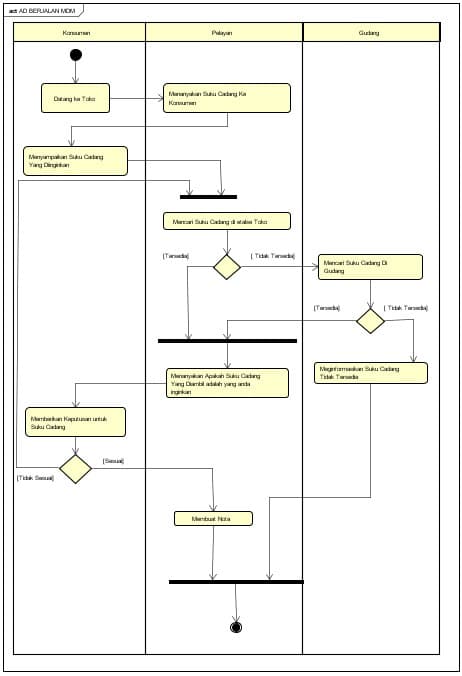 act AD BERJALAN MDM
Konsumen
Pelayan
Gudang
Datang ke Toko
Menanyakan Suku Cadang Ke
Konsumen
Menyampaikan Suku Cadang
Yang Diinginkan
Mencari Suku Cadang di etalse Toko
[Tersedia]
[ Tidak Tersedia]
Mencari Suku Cadang Di
Gudang
[Tersedia]
[ Tidak Tersedia]
Meginformasikan Suku Cadang
Tidak Tersedia
Menanyakan Apakah Suku Cadang
Yang Diambil adalah yang anda
inginkan
Memberikan Keputusan untuk
Suku Cadang
[Sesuai]
[Tidak Sesuai]
Membuat Nota